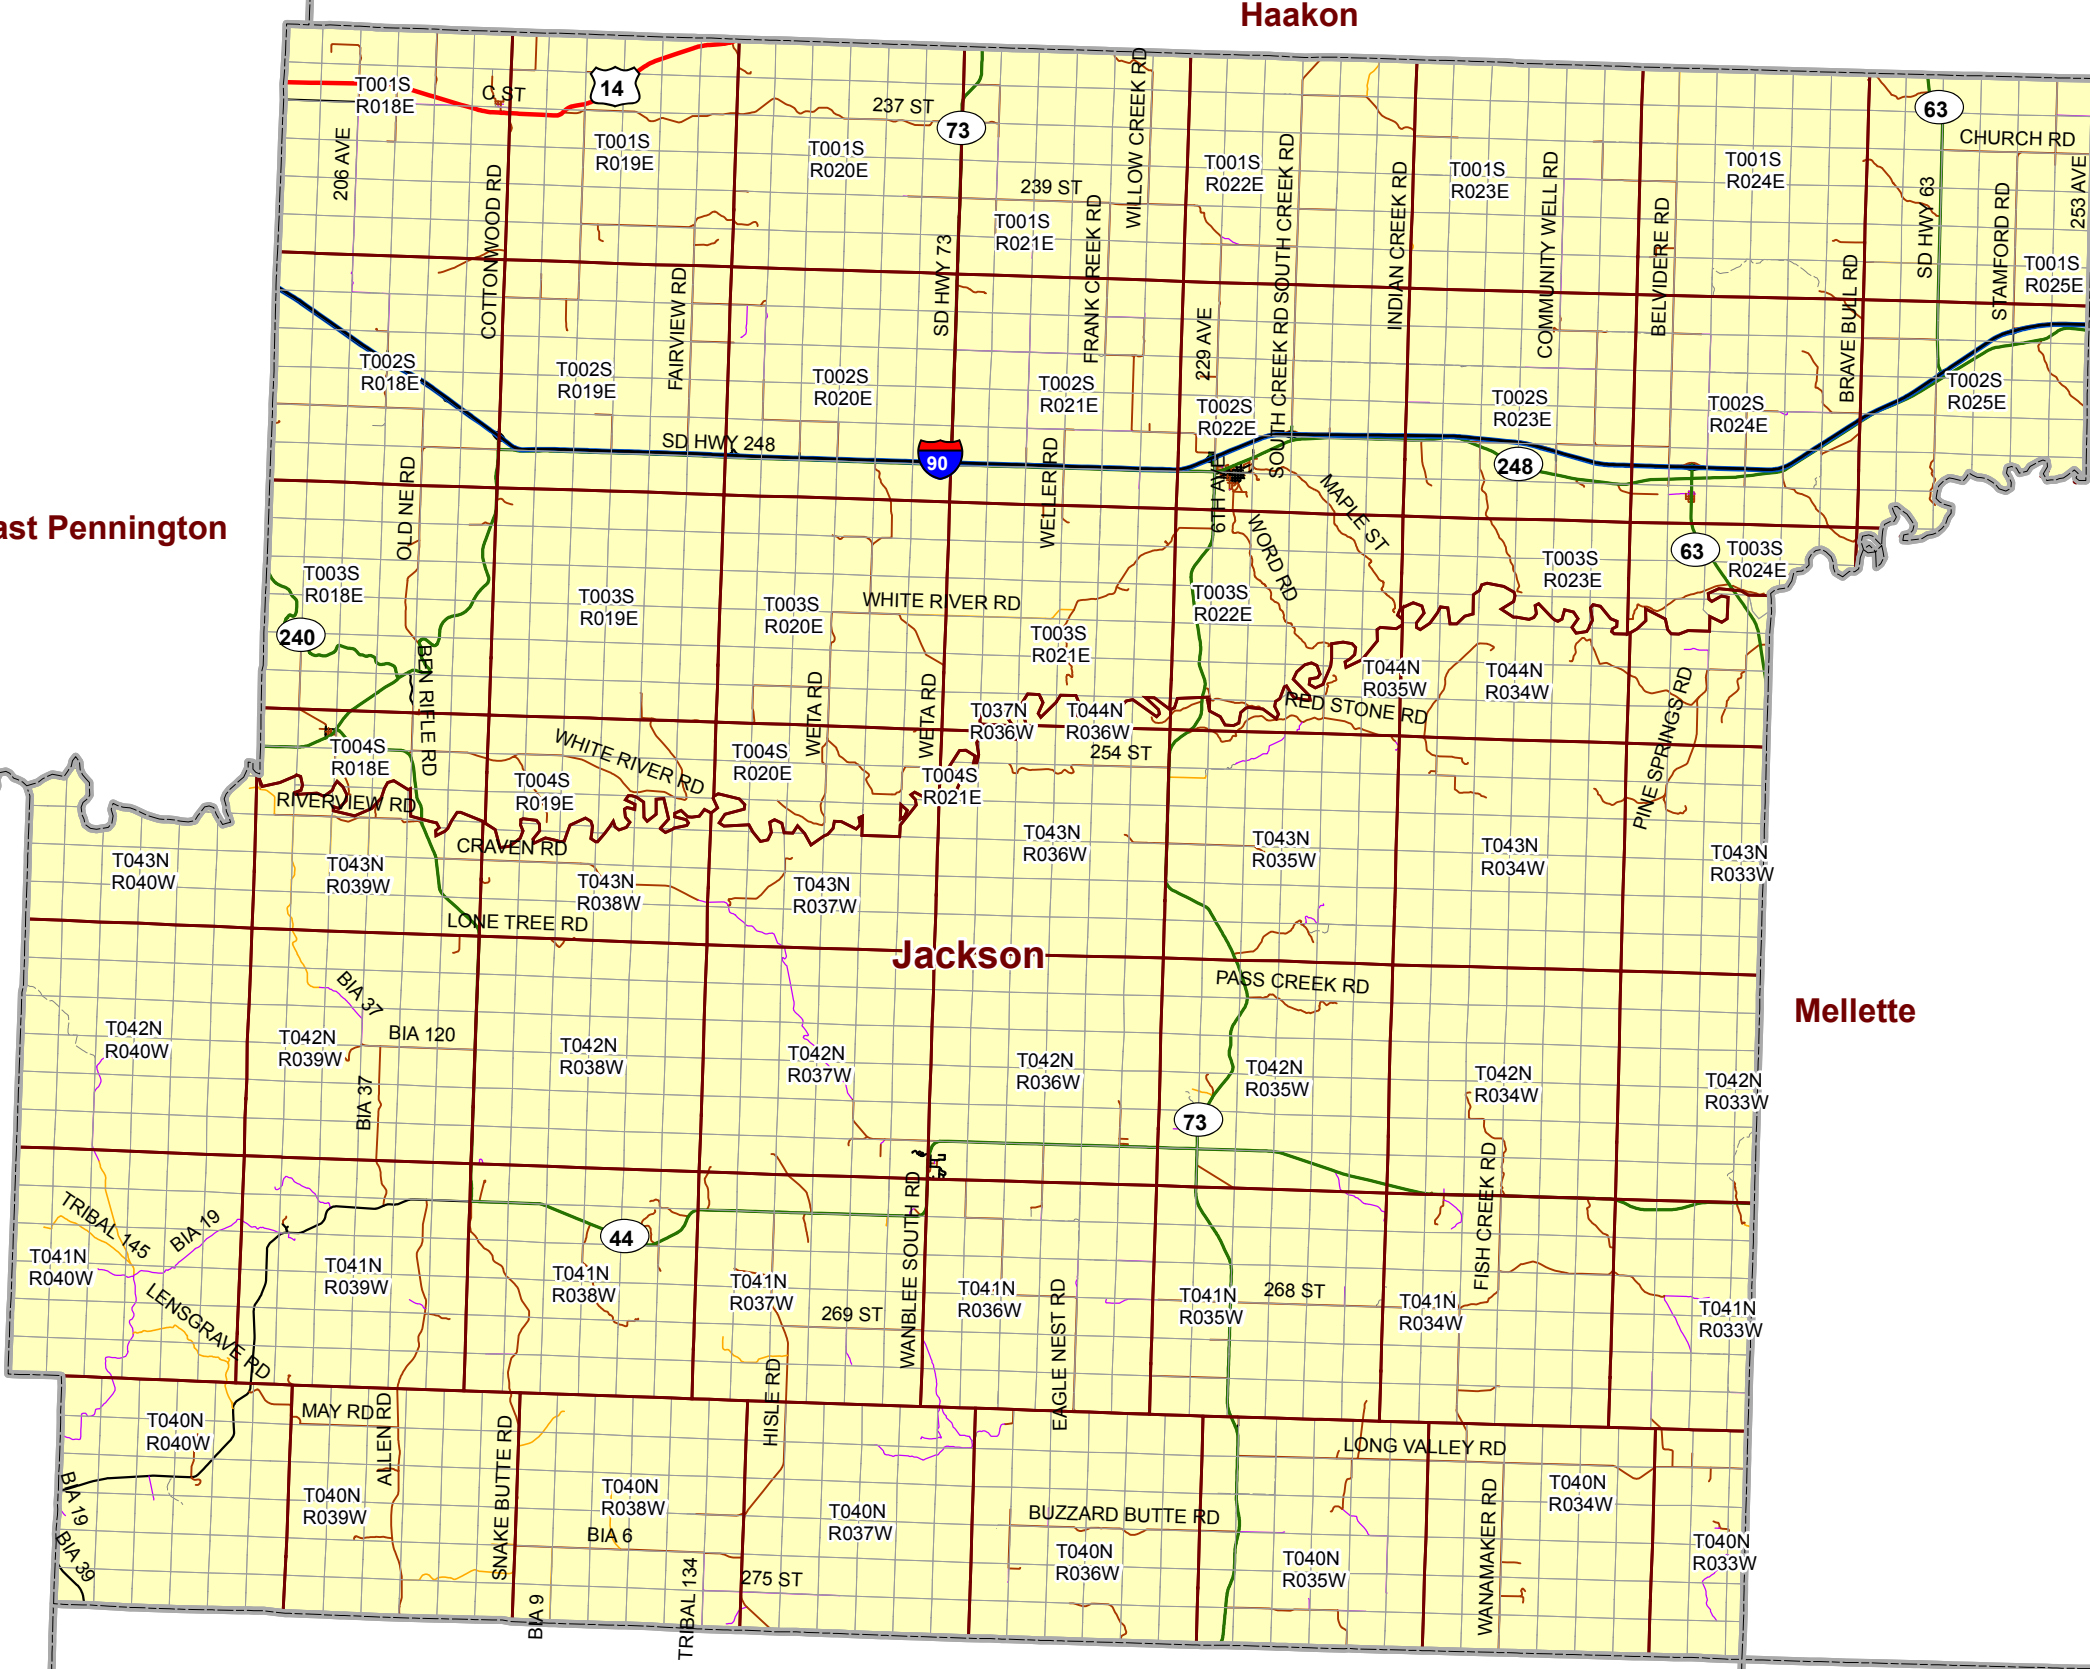 Haakon
T001S
R018E
C ST
14
237 ST
73
WILLOW CREEK RD
63
CHURCH RD
206 AVE
T001S
R019E
T001S
R020E
239 ST
T001S
R021E
T001S
R022E
T001S
R023E
T001S
R024E
253 AVE
COTTONWOOD RD
FAIRVIEW RD
SD HWY 73
FRANK CREEK RD
229 AVE
SOUTH CREEK RD
SOUTH CREEK RD
INDIAN CREEK RD
COMMUNITY WELL RD
BELVIDERE RD
BRAVE BULL RD
SD HWY 63
STAMFORD RD
T001S
R025E
T002S
R018E
T002S
R019E
T002S
R020E
T002S
R021E
T002S
R022E
T002S
R023E
T002S
R024E
T002S
R025E
SD HWY 248
90
248
OLD NE RD
WELLER RD
6TH AVE
WORD RD
MAPLE ST
63
ast Pennington
T003S
R018E
T003S
R019E
T003S
R020E
WHITE RIVER RD
T003S
R021E
T003S
R022E
T003S
R023E
T003S
R024E
240
BEN RIFLE RD
WETA RD
WETA RD
T037N
R036W
T044N
R036W
254 ST
RED STONE RD
T044N
R035W
T044N
R034W
PINE SPRINGS RD
T004S
R018E
WHITE RIVER RD
T004S
R019E
T004S
R020E
T004S
R021E
RIVERVIEW RD
CRAVEN RD
T043N
R040W
T043N
R039W
T043N
R038W
T043N
R037W
T043N
R036W
T043N
R035W
T043N
R034W
T043N
R033W
LONE TREE RD
Jackson
PASS CREEK RD
Mellette
BIA 37
BIA 120
BIA 37
T042N
R040W
T042N
R039W
T042N
R038W
T042N
R037W
T042N
R036W
T042N
R035W
T042N
R034W
T042N
R033W
73
TRIBAL 145
BIA 19
44
LENSGRAVE RD
T041N
R040W
T041N
R039W
T041N
R038W
T041N
R037W
269 ST
WANBLEE SOUTH RD
T041N
R036W
EAGLE NEST RD
T041N
R035W
268 ST
FISH CREEK RD
T041N
R034W
T041N
R033W
MAY RD
ALLEN RD
SNAKE BUTTE RD
HISLE RD
LONG VALLEY RD
T040N
R040W
BIA 19
BIA 39
T040N
R039W
T040N
R038W
BIA 6
BIA 9
TRIBAL 134
275 ST
T040N
R037W
BUZZARD BUTTE RD
T040N
R036W
T040N
R035W
WANAMAKER RD
T040N
R034W
T040N
R033W